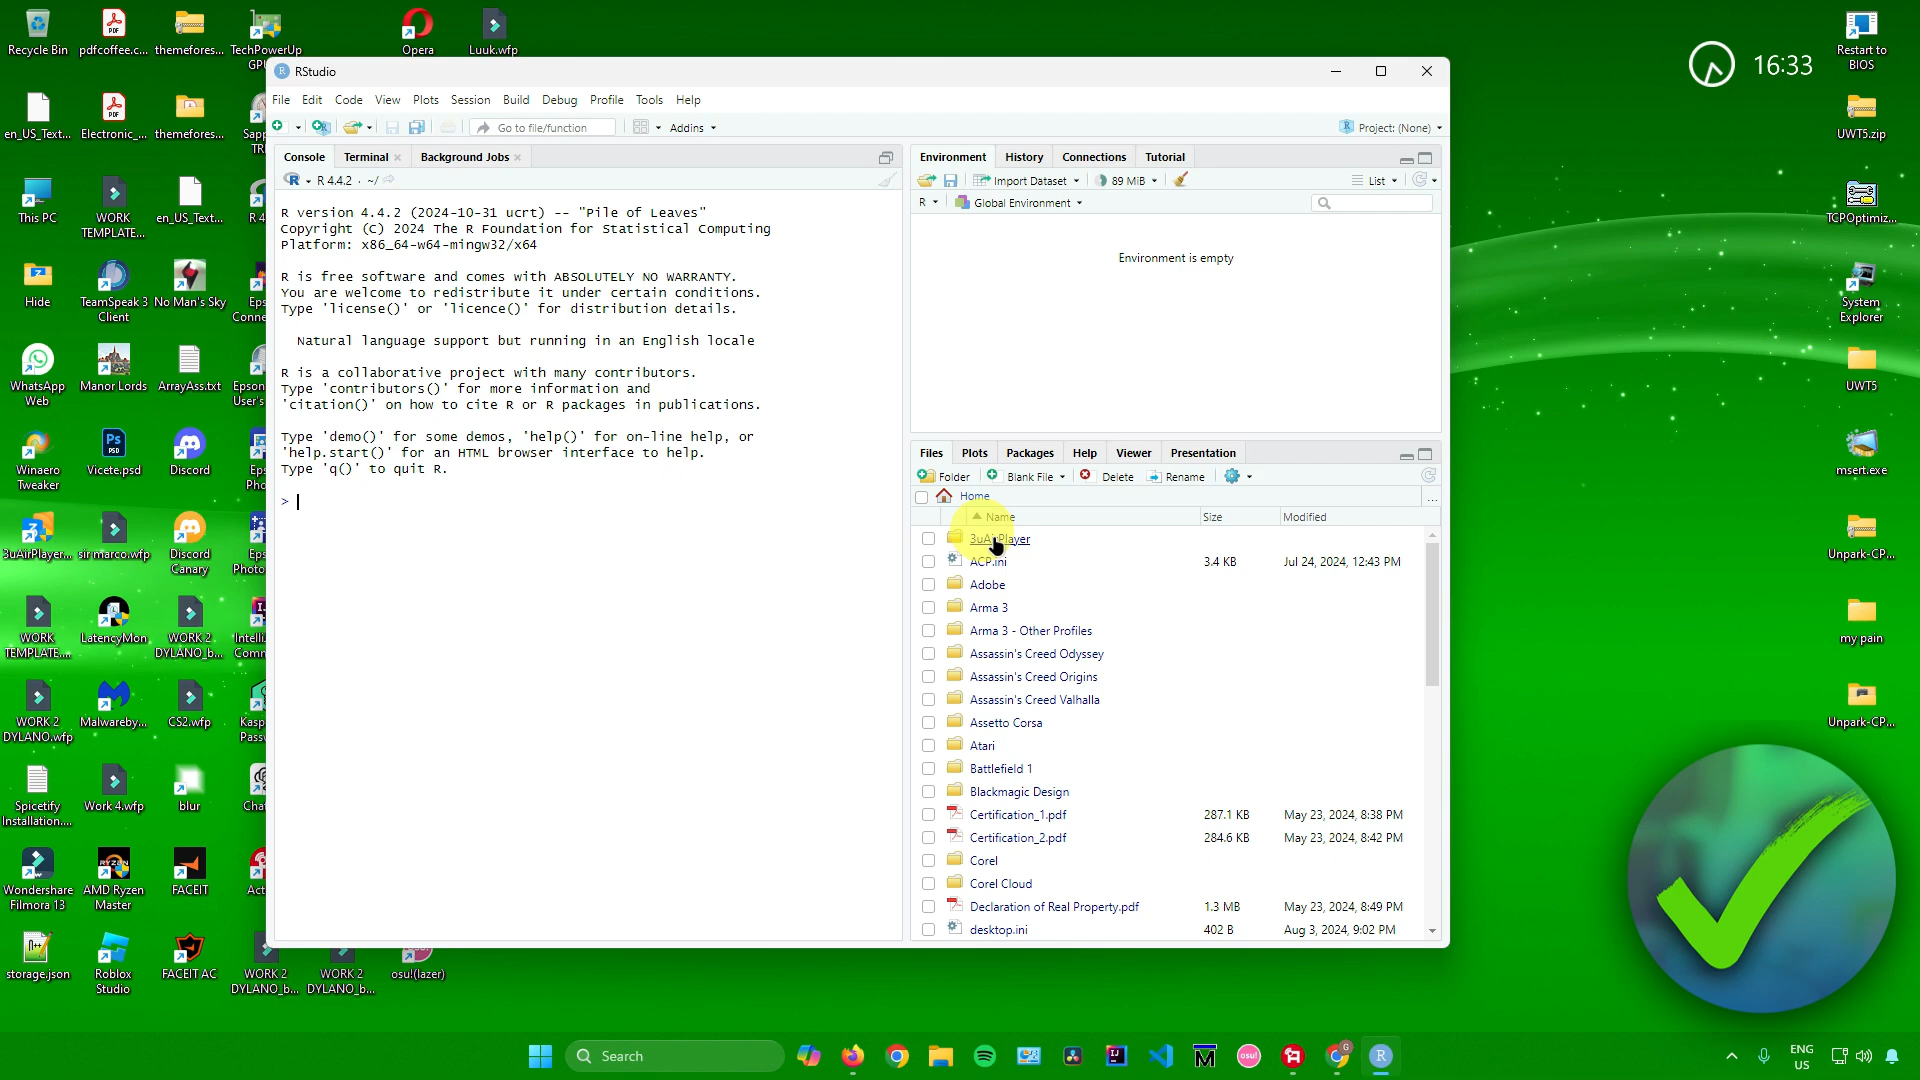 Recycle Bin
pdfcoffee.c...
themefores...
TechPowerUp
Opera
Luuk.wfp
en_US_Text...
Electronic_...
themefores...
This PC
WORK
TEMPLATE...
en_US_Text...
Hide
TeamSpeak 3
Client
No Man's Sky
WhatsApp
Web
Manor Lords
ArrayAss.txt
Winaero
Tweaker
Vicete.psd
Discord
3uAirPlayer...
sir marco.wfp
Discord
Canary
WORK
TEMPLATE....
LatencyMon
WORK 2
DYLANO_b...
WORK 2
DYLANO.wfp
Malwareby...
CS2.wfp
Spicetify
Installation....
Work 4.wfp
blur
Wondershare
Filmora 13
AMD Ryzen
Master
FACEIT
storage.json
Roblox
Studio
FACEIT AC
WORK 2
DYLANO_b...
WORK 2
DYLANO_b...
osu!(lazer)
RStudio
File Edit Code View Plots Session Build Debug Profile Tools Help
Go to file/function
Addins
Project: (None)
Console Terminal Background Jobs
R 4.4.2 . ~/
R version 4.4.2 (2024-10-31 ucrt) -- "Pile of Leaves"
Copyright (C) 2024 The R Foundation for Statistical Computing
Platform: x86_64-w64-mingw32/x64
R is free software and comes with ABSOLUTELY NO WARRANTY.
You are welcome to redistribute it under certain conditions.
Type 'license()' or 'licence()' for distribution details.
Natural language support but running in an English locale
R is a collaborative project with many contributors.
Type 'contributors()' for more information and
'citation()' on how to cite R or R packages in publications.
Type 'demo()' for some demos, 'help()' for on-line help, or
'help.start()' for an HTML browser interface to help.
Type 'q()' to quit R.
>
Environment History Connections Tutorial
Import Dataset 89 MiB List
R Global Environment
Environment is empty
Files Plots Packages Help Viewer Presentation
Folder Blank File Delete Rename
Home ...
Name Size Modified
3uAirPlayer
ACP.ini 3.4 KB Jul 24, 2024, 12:43 PM
Adobe
Arma 3
Arma 3 - Other Profiles
Assassin's Creed Odyssey
Assassin's Creed Origins
Assassin's Creed Valhalla
Assetto Corsa
Atari
Battlefield 1
Blackmagic Design
Certification_1.pdf 287.1 KB May 23, 2024, 8:38 PM
Certification_2.pdf 284.6 KB May 23, 2024, 8:42 PM
Corel
Corel Cloud
Declaration of Real Property.pdf 1.3 MB May 23, 2024, 8:49 PM
desktop.ini 402 B Aug 3, 2024, 9:02 PM
16:33
Restart to
BIOS
UWT5.zip
TCPOptimiz...
System
Explorer
UWT5
msert.exe
Unpark-CP...
my pain
Unpark-CP...
Search
ENG
US